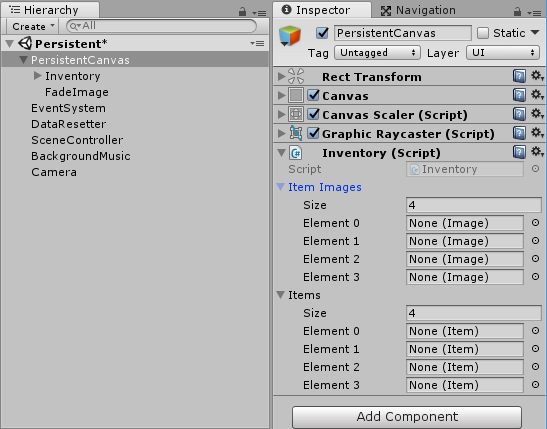 Hierarchy
Create
All
Persistent*
PersistentCanvas
Inventory
FadeImage
EventSystem
DataResetter
SceneController
BackgroundMusic
Camera
Inspector
Navigation
PersistentCanvas
Static
Tag
Untagged
Layer
UI
Rect Transform
Canvas
Canvas Scaler (Script)
Graphic Raycaster (Script)
Inventory (Script)
Script
Inventory
Item Images
Size
4
Element 0
None (Image)
Element 1
None (Image)
Element 2
None (Image)
Element 3
None (Image)
Items
Size
4
Element 0
None (Item)
Element 1
None (Item)
Element 2
None (Item)
Element 3
None (Item)
Add Component